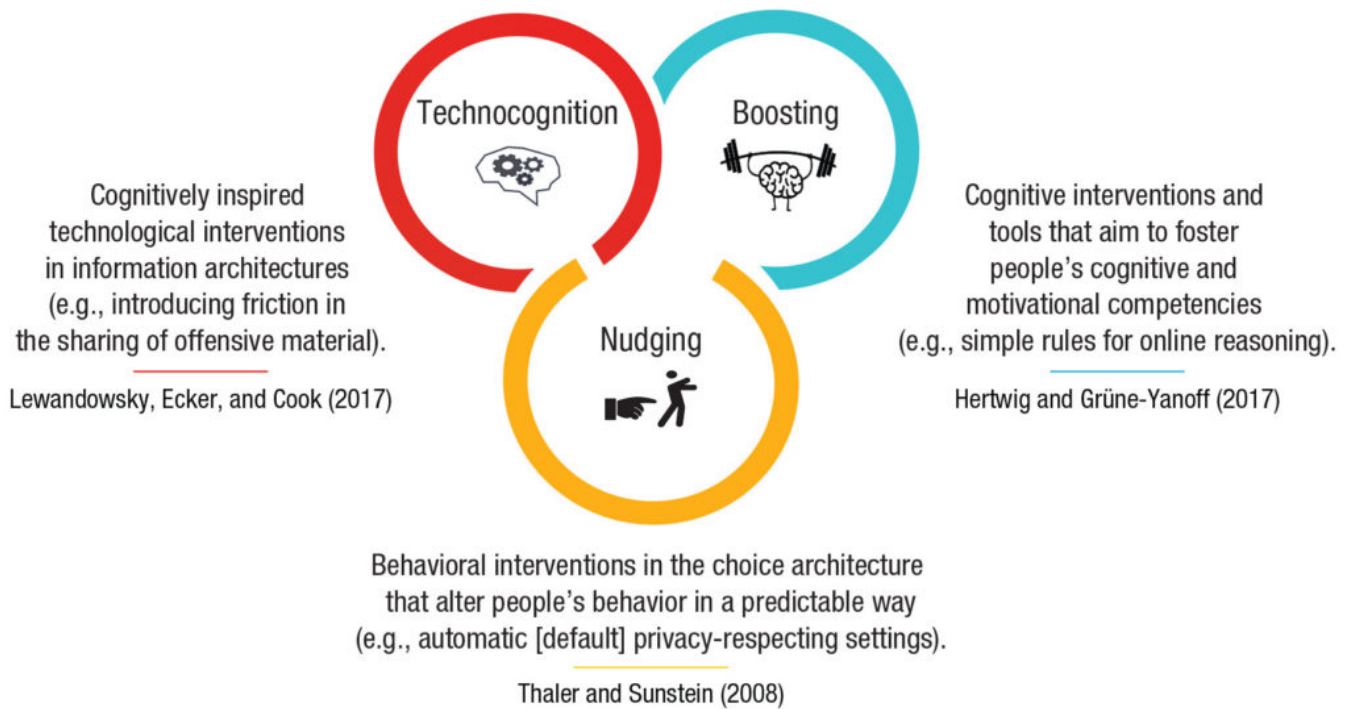 Technocognition
Boosting
Cognitively inspired
technological interventions
in information architectures
(e.g., introducing friction in
the sharing of offensive material).
Lewandowsky, Ecker, and Cook (2017)
Cognitive interventions and
tools that aim to foster
people’s cognitive and
motivational competencies
(e.g., simple rules for online reasoning).
Hertwig and Grüne-Yanoff (2017)
Nudging
Behavioral interventions in the choice architecture
that alter people’s behavior in a predictable way
(e.g., automatic [default] privacy-respecting settings).
Thaler and Sunstein (2008)